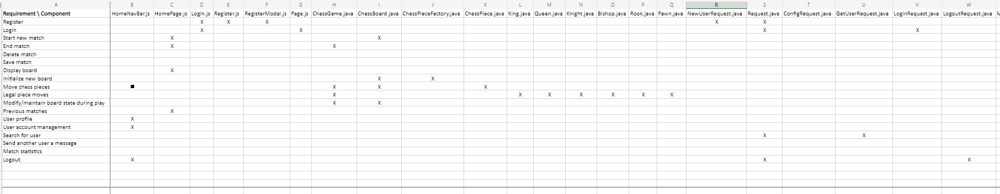 A B C D E F G H I J K L M N O P Q R S T U V W
Requirement \ Component HomeNavBar.js HomePage.js Login.js Register.js RegisterModal.js Page.js ChessGame.java ChessBoard.java ChessPieceFactory.java ChessPiece.java King.java Queen.java Knight.java Bishop.java Rook.java Pawn.java NewUserRequest.java Request.java ConfigRequest.java GetUserRequest.java LoginRequest.java LogoutRequest.java
Register X X X X X
Login X X X X
Start new match X X
End match X X
Delete match
Save match
Display board X
Initialize new board X X
Move chess pieces ■ X X X
Legal piece moves X X X X X X X
Modify/maintain board state during play X X
Previous matches X
User profile X
User account management X
Search for user X X
Send another user a message
Match statistics
Logout X X X